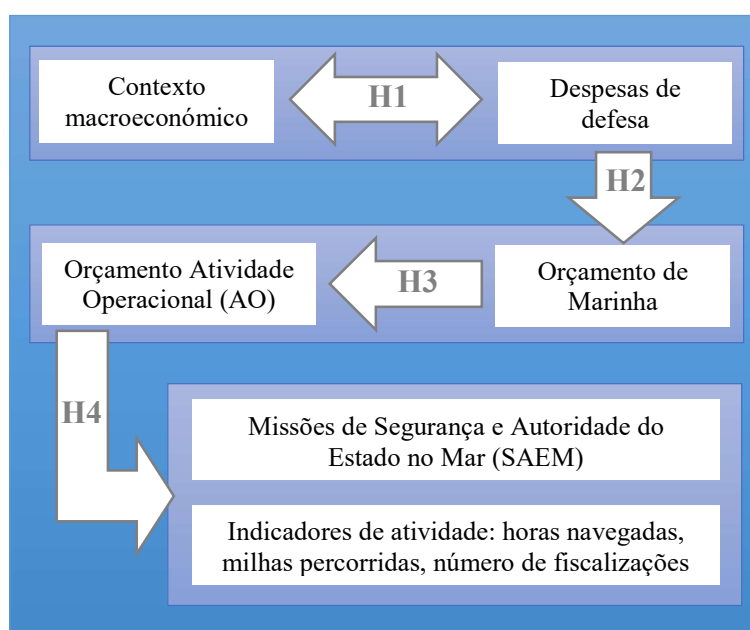 Contexto
macroeconómico
H1
Despesas de
defesa
H2
Orçamento Atividade
Operacional (AO)
H3
Orçamento de
Marinha
H4
Missões de Segurança e Autoridade do
Estado no Mar (SAEM)
Indicadores de atividade: horas navegadas,
milhas percorridas, número de fiscalizações